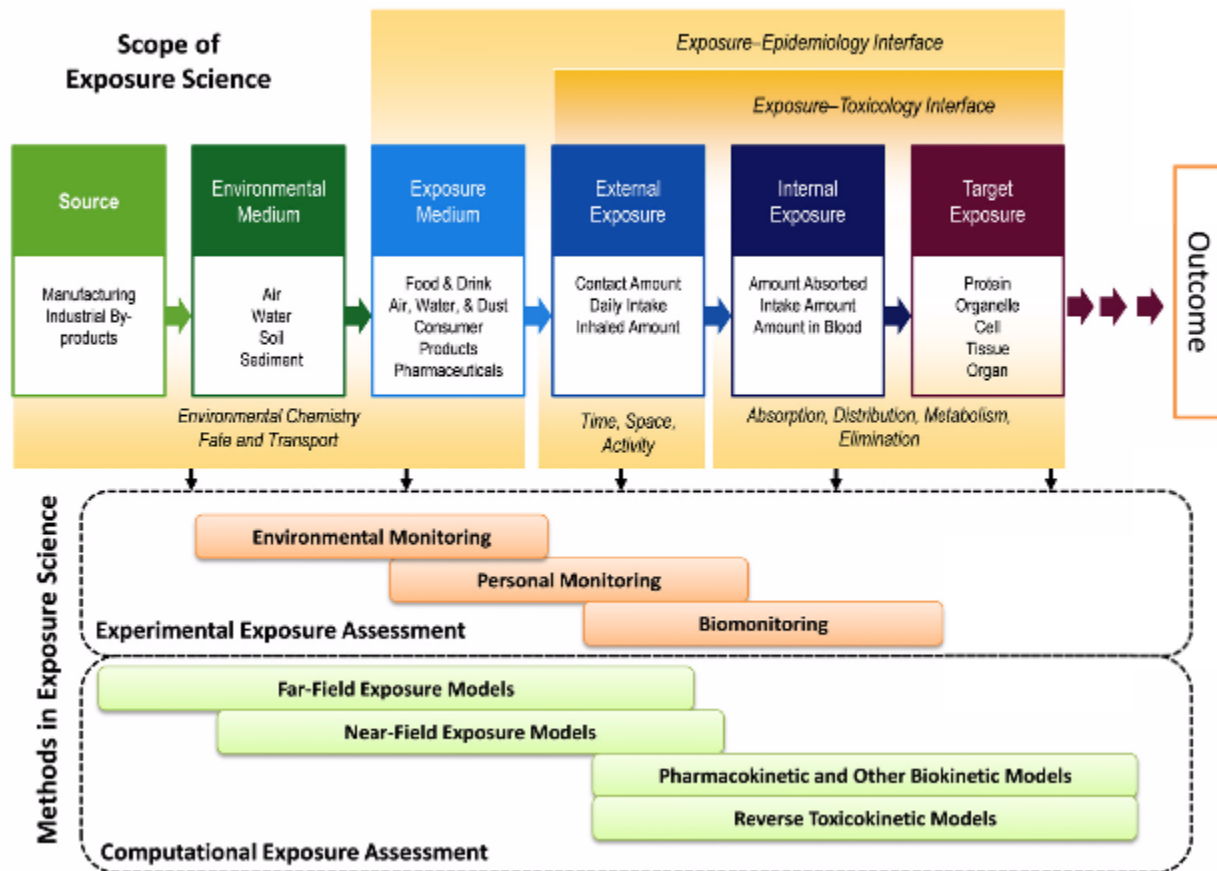 Scope of
Exposure Science
Exposure–Epidemiology Interface
Exposure–Toxicology Interface
Source
Manufacturing
Industrial By-
products
Environmental
Medium
Air
Water
Soil
Sediment
Exposure
Medium
Food & Drink
Air, Water, & Dust
Consumer
Products
Pharmaceuticals
External
Exposure
Contact Amount
Daily Intake
Inhaled Amount
Internal
Exposure
Amount Absorbed
Intake Amount
Amount in Blood
Target
Exposure
Protein
Organelle
Cell
Tissue
Organ
Outcome
Environmental Chemistry
Fate and Transport
Time, Space,
Activity
Absorption, Distribution, Metabolism,
Elimination
Methods in Exposure Science
Environmental Monitoring
Personal Monitoring
Biomonitoring
Experimental Exposure Assessment
Far-Field Exposure Models
Near-Field Exposure Models
Pharmacokinetic and Other Biokinetic Models
Reverse Toxicokinetic Models
Computational Exposure Assessment